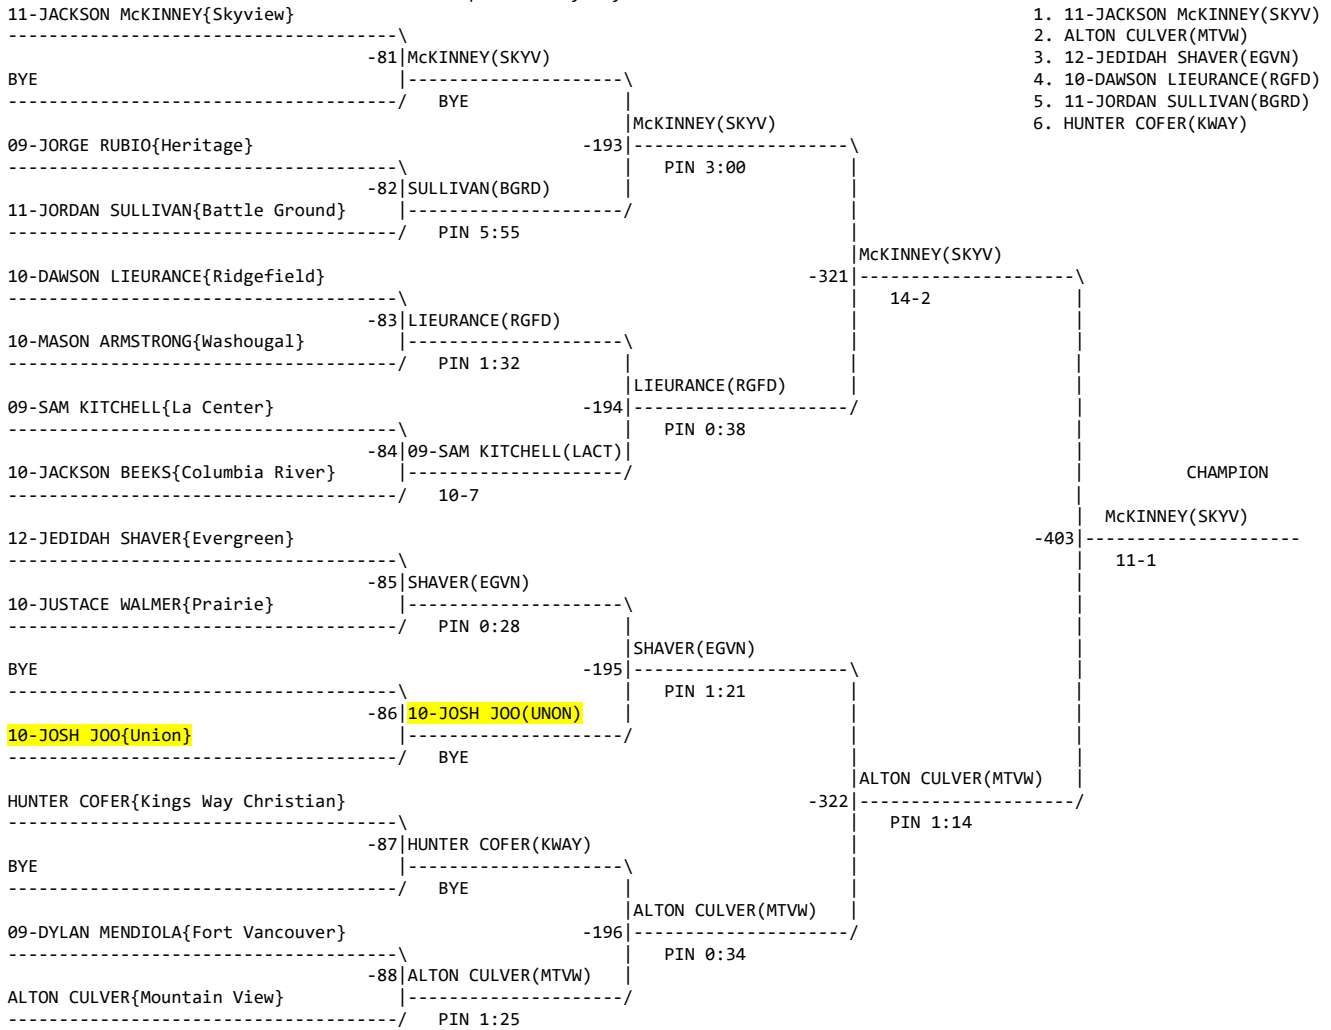 11-JACKSON McKINNEY{Skyview} 1. 11-JACKSON McKINNEY(SKYV)
--------------------------------------\ 2. ALTON CULVER(MTVW)
-81|McKINNEY(SKYV) 3. 12-JEDIDAH SHAVER(EGVN)
BYE |---------------------\ 4. 10-DAWSON LIEURANCE(RGFD)
--------------------------------------/ BYE | 5. 11-JORDAN SULLIVAN(BGRD)
|McKINNEY(SKYV) 6. HUNTER COFER(KWAY)
09-JORGE RUBIO{Heritage} -193|---------------------\
--------------------------------------\ | PIN 3:00 |
-82|SULLIVAN(BGRD) | |
11-JORDAN SULLIVAN{Battle Ground} |---------------------/ |
--------------------------------------/ PIN 5:55 |
|McKINNEY(SKYV)
10-DAWSON LIEURANCE{Ridgefield} -321|---------------------\
--------------------------------------\ | 14-2 |
-83|LIEURANCE(RGFD) | |
10-MASON ARMSTRONG{Washougal} |---------------------\ | |
--------------------------------------/ PIN 1:32 | | |
|LIEURANCE(RGFD) | |
09-SAM KITCHELL{La Center} -194|---------------------/ |
--------------------------------------\ | PIN 0:38 |
-84|09-SAM KITCHELL(LACT)| |
10-JACKSON BEEKS{Columbia River} |---------------------/ | CHAMPION
--------------------------------------/ 10-7 |
| McKINNEY(SKYV)
12-JEDIDAH SHAVER{Evergreen} -403|---------------------
--------------------------------------\ | 11-1
-85|SHAVER(EGVN) |
10-JUSTACE WALMER{Prairie} |---------------------\ |
--------------------------------------/ PIN 0:28 | |
|SHAVER(EGVN) |
BYE -195|---------------------\ |
--------------------------------------\ | PIN 1:21 | |
-86|10-JOSH JOO(UNON) | | |
10-JOSH JOO{Union} |---------------------/ | |
--------------------------------------/ BYE | |
|ALTON CULVER(MTVW) |
HUNTER COFER{Kings Way Christian} -322|---------------------/
--------------------------------------\ | PIN 1:14
-87|HUNTER COFER(KWAY) |
BYE |---------------------\ |
--------------------------------------/ BYE | |
|ALTON CULVER(MTVW) |
09-DYLAN MENDIOLA{Fort Vancouver} -196|---------------------/
--------------------------------------\ | PIN 0:34
-88|ALTON CULVER(MTVW) |
ALTON CULVER{Mountain View} |---------------------/
--------------------------------------/ PIN 1:25